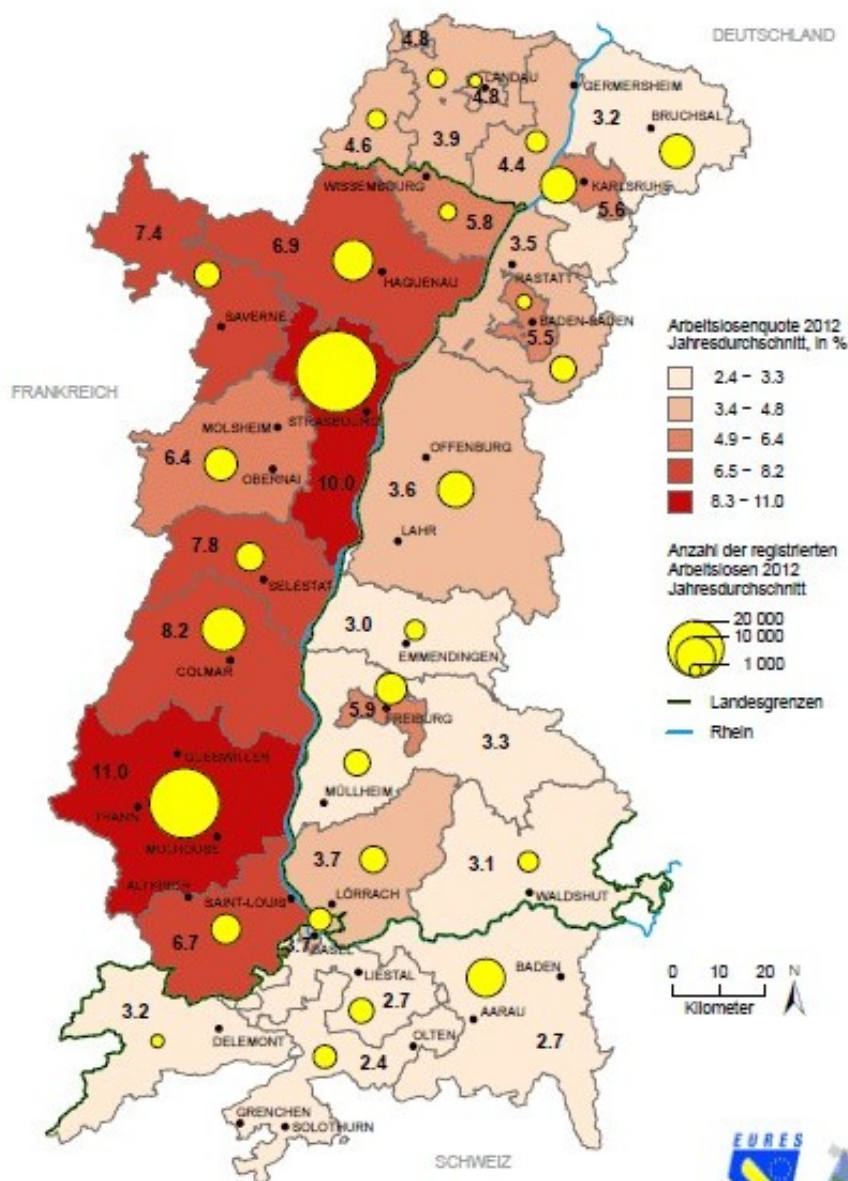 DEUTSCHLAND
4.8
LANDAU
4.8
GERMERSHEIM
3.2
BRUCHSAL
4.6
3.9
4.4
WISSEMBOURG
KARLSRUHE
5.6
5.8
7.4
6.9
HAGUENAU
3.5
RASTATT
BADEN-BADEN
5.5
SAVERNE
FRANKREICH
STRASBOURG
MOLSHEIM
6.4
OBERNAI
10.0
OFFENBURG
3.6
LAHR
7.8
SELESTAT
8.2
COLMAR
3.0
EMMENDINGEN
5.9
FREIBURG
3.3
MÜLLHEIM
GUEBWILLER
11.0
THANN
MULHOUSE
3.7
LÖRRACH
3.1
WALDSHUT
ALTKIRCH
SAINT-LOUIS
6.7
3.7
BASEL
LIESTAL
2.7
BADEN
AARAU
2.7
3.2
DELEMONT
OLTEN
2.4
GRENCHEN
SOLOTHURN
SCHWEIZ
Arbeitslosenquote 2012
Jahresdurchschnitt, in %
2.4 – 3.3
3.4 – 4.8
4.9 – 6.4
6.5 – 8.2
8.3 – 11.0
Anzahl der registrierten
Arbeitslosen 2012
Jahresdurchschnitt
20 000
10 000
1 000
Landesgrenzen
Rhein
0 10 20 N
Kilometer
EURES